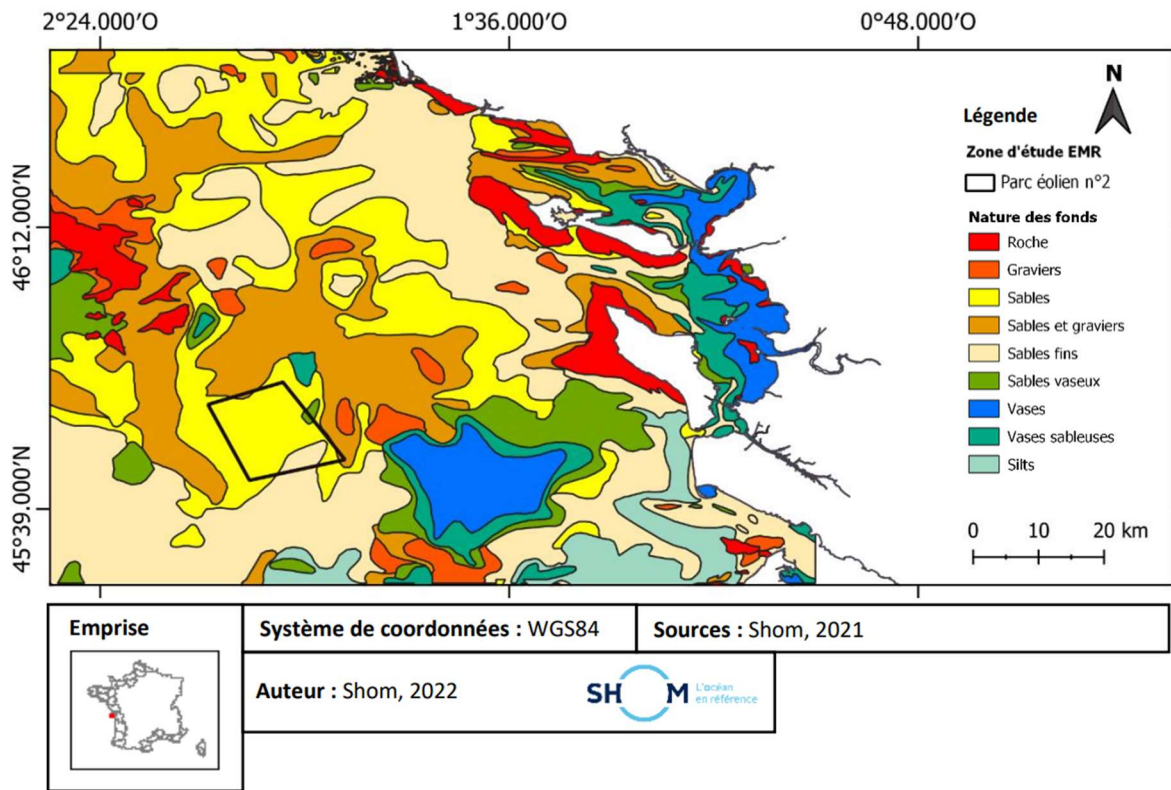 2°24.000′O 1°36.000′O 0°48.000′O
46°12.000′N
45°39.000′N
N
Légende
Zone d'étude EMR
Parc éolien n°2
Nature des fonds
Roche
Graviers
Sables
Sables et graviers
Sables fins
Sables vaseux
Vases
Vases sableuses
Silts
0 10 20 km
Emprise
Système de coordonnées : WGS84
Sources : Shom, 2021
Auteur : Shom, 2022
SHOM
L'océan
en référence